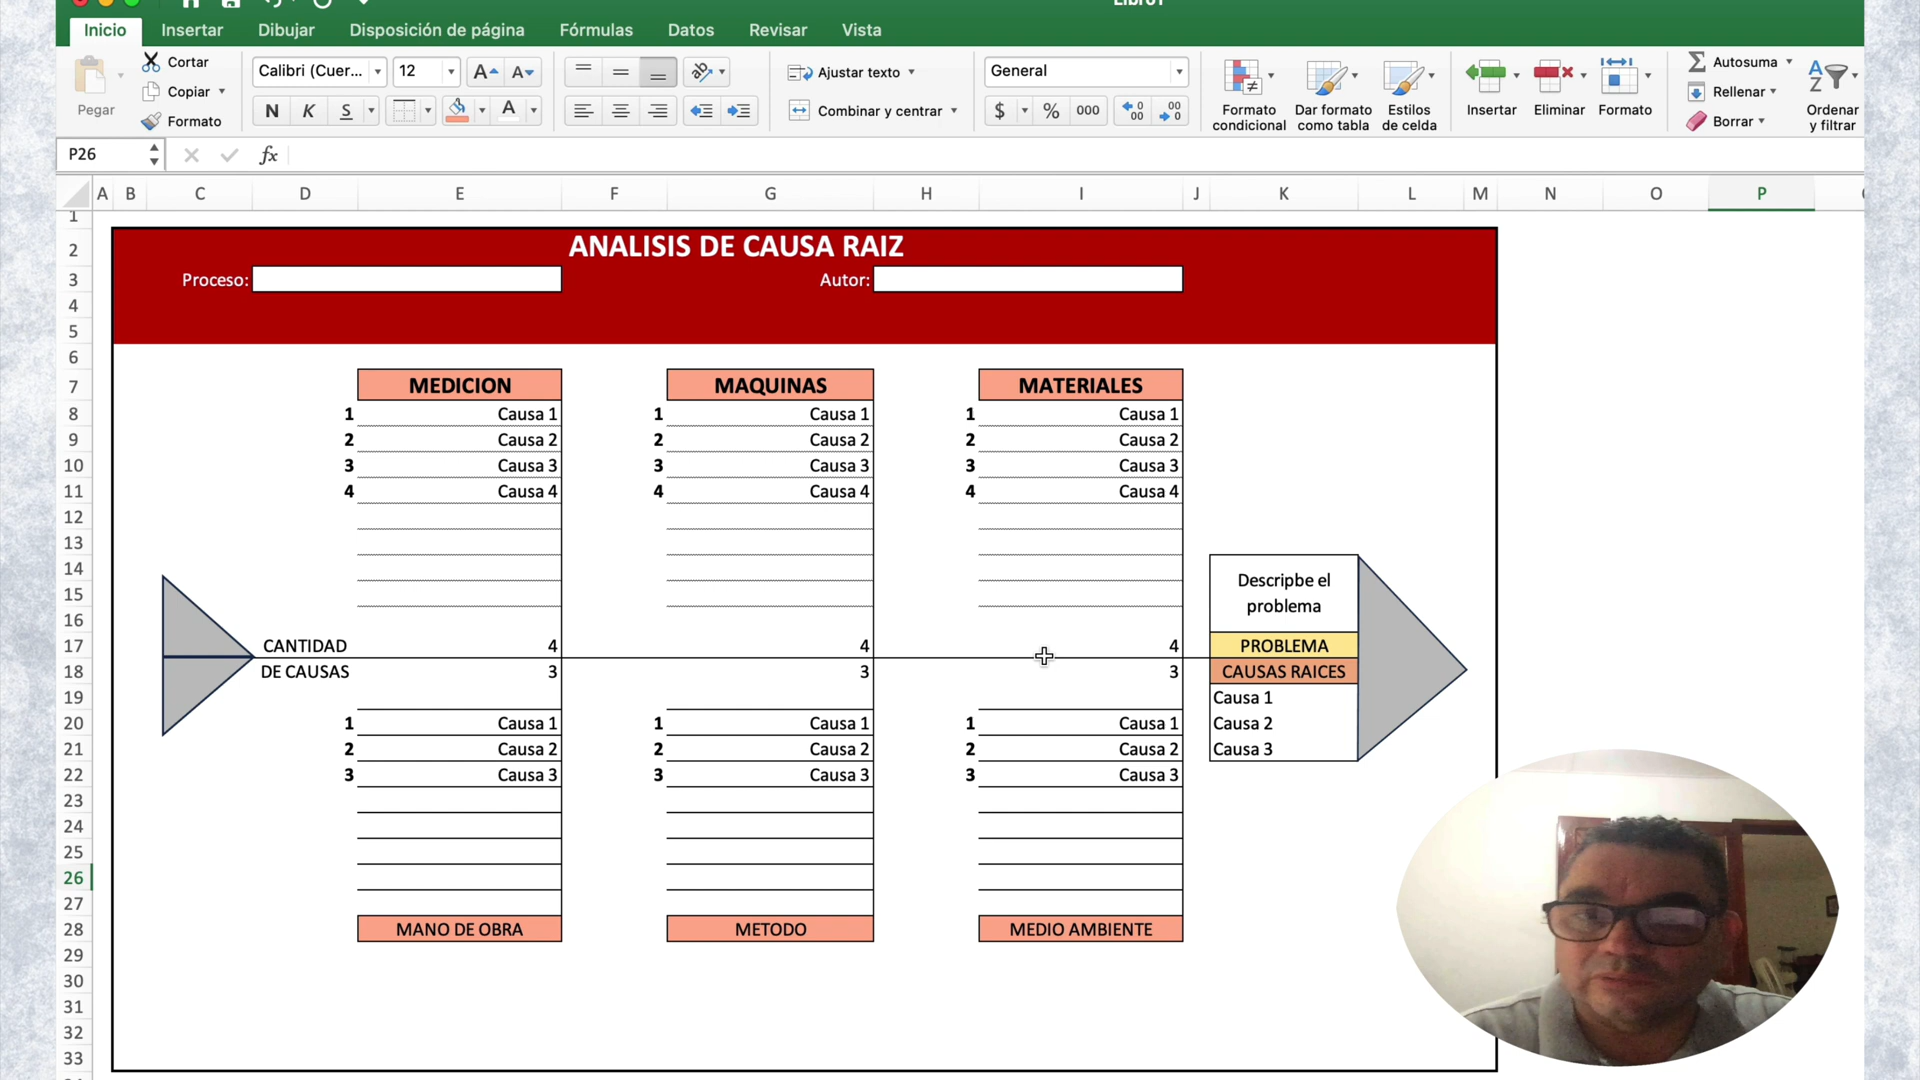 Libro1
Inicio Insertar Dibujar Disposición de página Fórmulas Datos Revisar Vista
Pegar
Cortar
Copiar
Formato
Calibri (Cuer... 12 A A
N K S A
Ajustar texto
Combinar y centrar
General
$ % 000 ,0 00 00 ,0
Formato condicional
Dar formato como tabla
Estilos de celda
Insertar Eliminar Formato
Autosuma
Rellenar
Borrar
Ordenar y filtrar
P26 fx
A B C D E F G H I J K L M N O P
1
2 ANALISIS DE CAUSA RAIZ
3 Proceso: Autor:
4
5
6
7 MEDICION MAQUINAS MATERIALES
8 1 Causa 1 1 Causa 1 1 Causa 1
9 2 Causa 2 2 Causa 2 2 Causa 2
10 3 Causa 3 3 Causa 3 3 Causa 3
11 4 Causa 4 4 Causa 4 4 Causa 4
12
13
14
Descripbe el
15
problema
16
17 CANTIDAD 4 4 4 PROBLEMA
18 DE CAUSAS 3 3 3 CAUSAS RAICES
19 Causa 1
20 1 Causa 1 1 Causa 1 1 Causa 1 Causa 2
21 2 Causa 2 2 Causa 2 2 Causa 2 Causa 3
22 3 Causa 3 3 Causa 3 3 Causa 3
23
24
25
26
27
28 MANO DE OBRA METODO MEDIO AMBIENTE
29
30
31
32
33